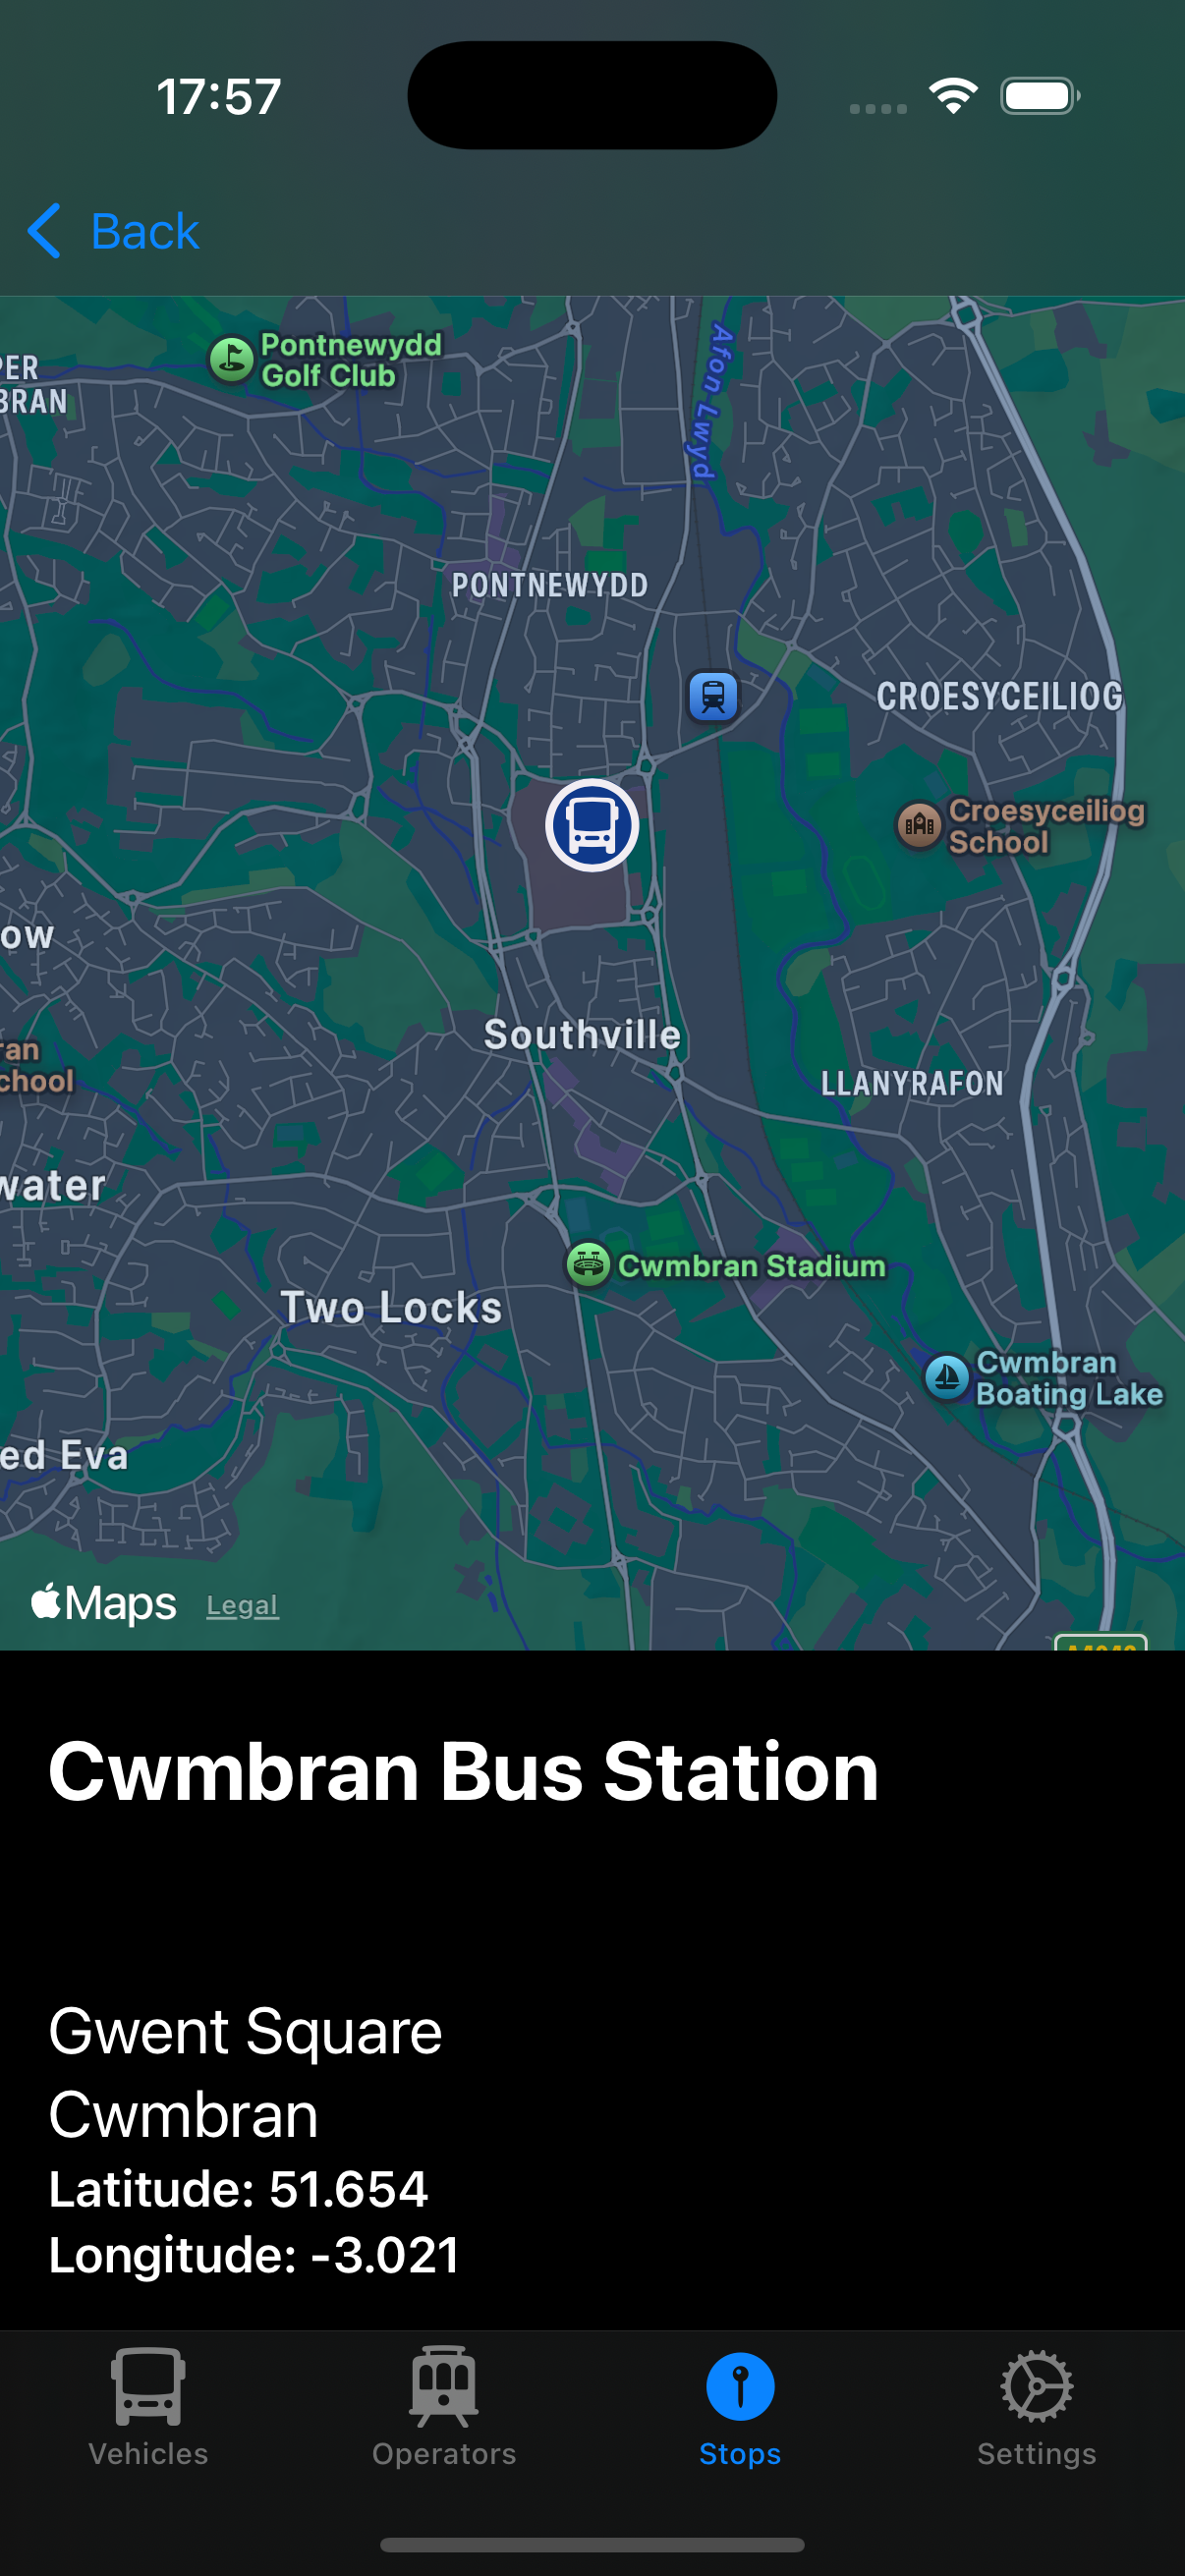 17:57
Back
Pontnewydd
Golf Club
PER
BRAN
Afon Lwyd
PONTNEWYDD
CROESYCEILIOG
Croesyceiliog
School
ow
Southville
ran
chool
LLANYRAFON
water
Cwmbran Stadium
Two Locks
Cwmbran
Boating Lake
ed Eva
Maps Legal
Cwmbran Bus Station
Gwent Square
Cwmbran
Latitude: 51.654
Longitude: -3.021
Vehicles
Operators
Stops
Settings